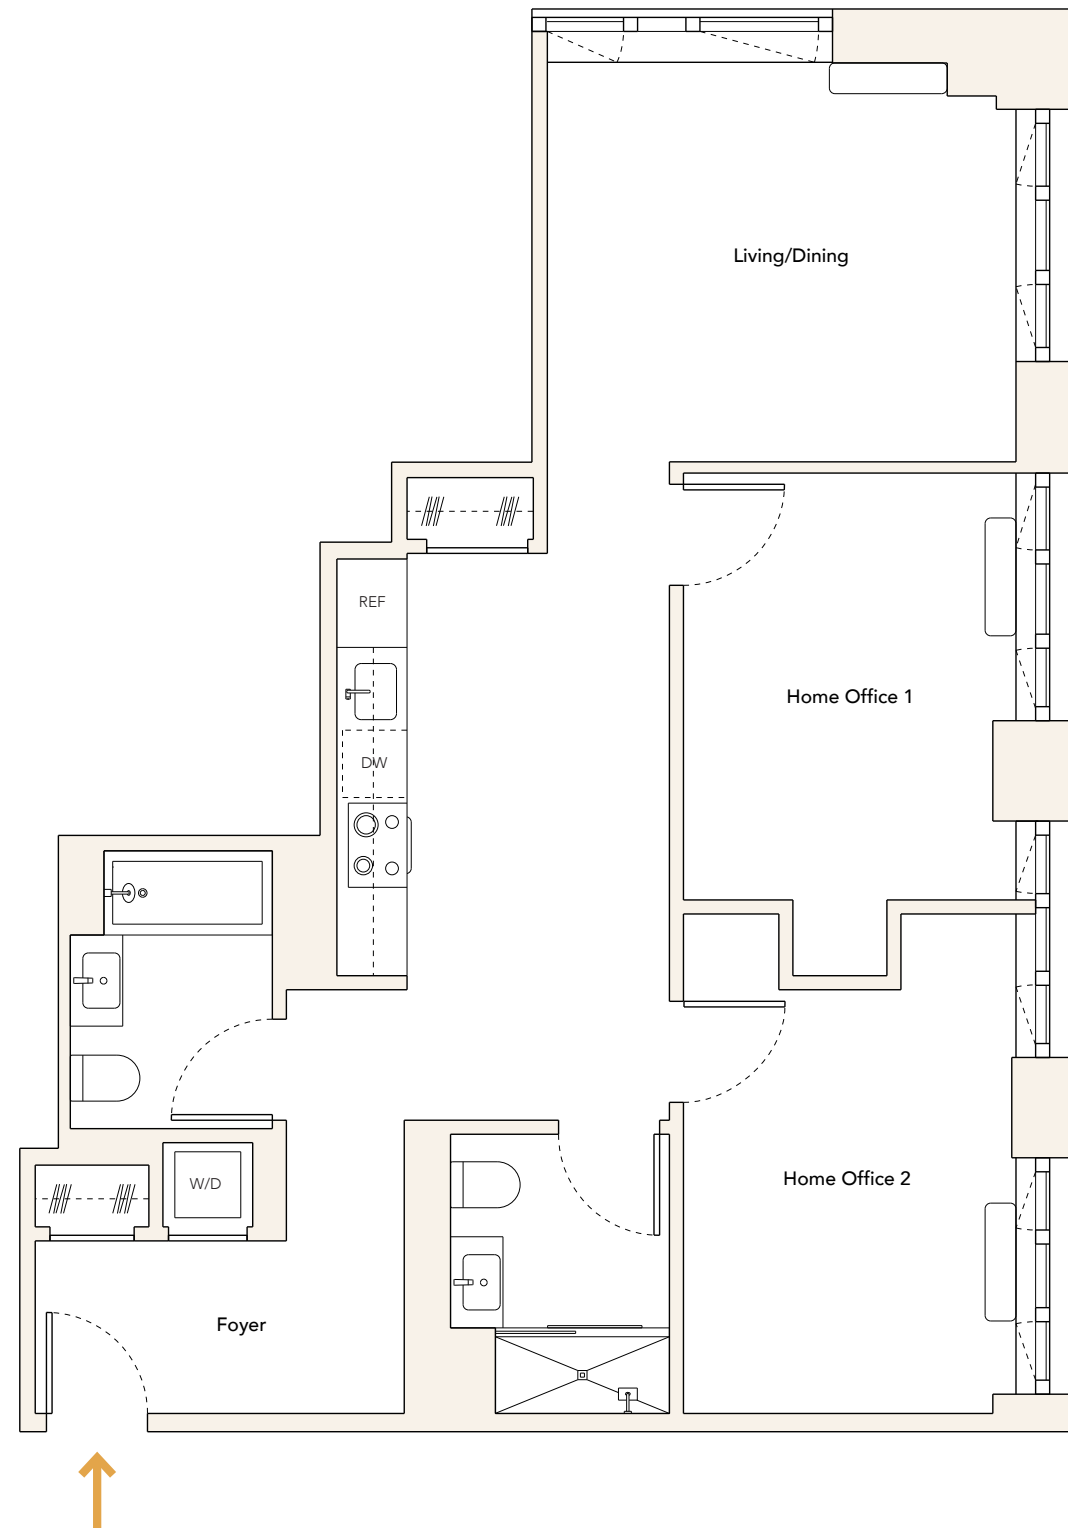 Living/Dining
REF
Home Office 1
DW
W/D
Home Office 2
Foyer